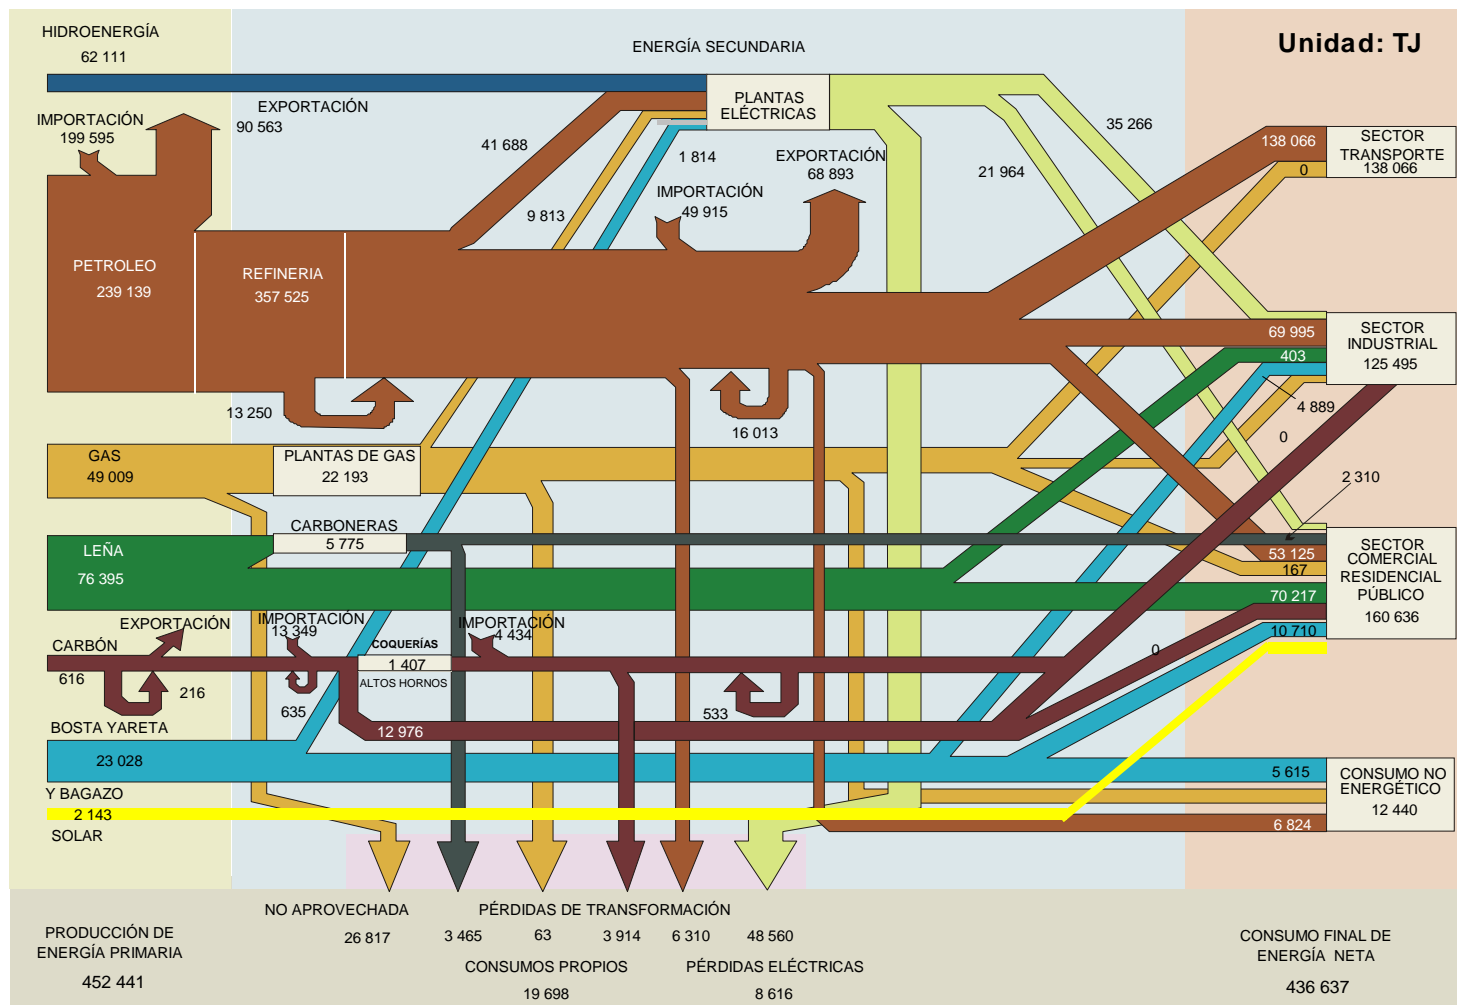 HIDROENERGÍA
62 111
ENERGÍA SECUNDARIA
Unidad: TJ
IMPORTACIÓN
199 595
EXPORTACIÓN
90 563
PLANTAS
ELÉCTRICAS
41 688
1 814
9 813
EXPORTACIÓN
68 893
IMPORTACIÓN
49 915
35 266
21 964
138 066
0
SECTOR
TRANSPORTE
138 066
PETROLEO
239 139
REFINERIA
357 525
69 995
403
SECTOR
INDUSTRIAL
125 495
4 889
0
13 250
16 013
GAS
49 009
PLANTAS DE GAS
22 193
2 310
CARBONERAS
5 775
LEÑA
76 395
53 125
167
70 217
10 710
SECTOR
COMERCIAL
RESIDENCIAL
PÚBLICO
160 636
EXPORTACIÓN
IMPORTACIÓN
13 349
IMPORTACIÓN
4 434
CARBÓN
616
216
COQUERÍAS
1 407
ALTOS HORNOS
0
635
533
12 976
BOSTA YARETA
23 028
Y BAGAZO
2 143
SOLAR
5 615
6 824
CONSUMO NO
ENERGÉTICO
12 440
NO APROVECHADA
26 817
PÉRDIDAS DE TRANSFORMACIÓN
3 465
63
3 914
6 310
48 560
CONSUMOS PROPIOS
19 698
PÉRDIDAS ELÉCTRICAS
8 616
PRODUCCIÓN DE
ENERGÍA PRIMARIA
452 441
CONSUMO FINAL DE
ENERGÍA NETA
436 637